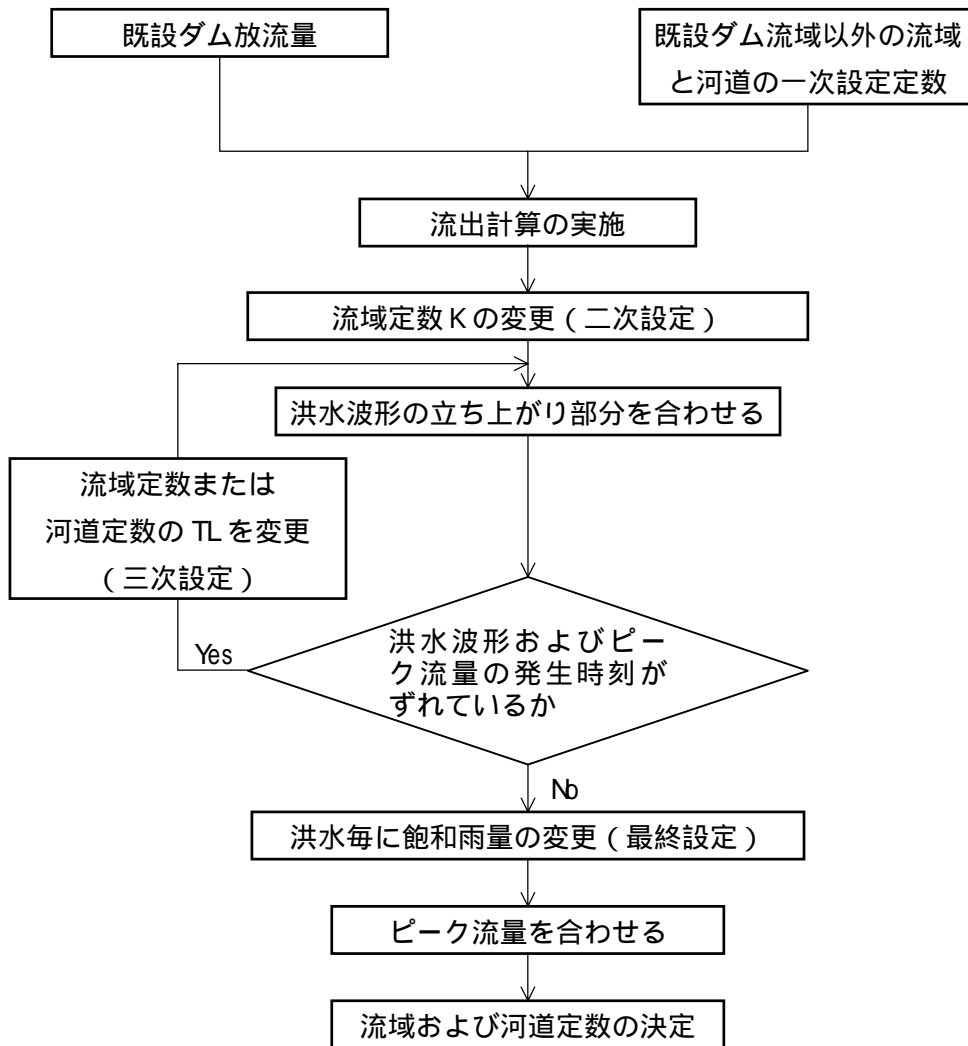 既設ダム放流量
既設ダム流域以外の流域
と河道の一次設定定数
流出計算の実施
流域定数Kの変更(二次設定)
洪水波形の立ち上がり部分を合わせる
流域定数または
河道定数のTLを変更
(三次設定)
洪水波形およびピー
ク流量の発生時刻が
ずれているか
Yes
No
洪水毎に飽和雨量の変更(最終設定)
ピーク流量を合わせる
流域および河道定数の決定